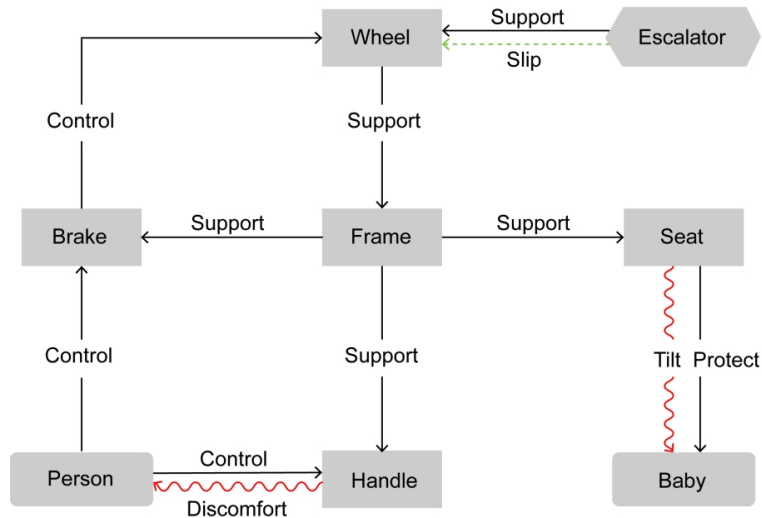 Support
Wheel
Escalator
Slip
Control
Support
Support
Support
Brake
Frame
Seat
Control
Support
Tilt
Protect
Control
Person
Handle
Baby
Discomfort